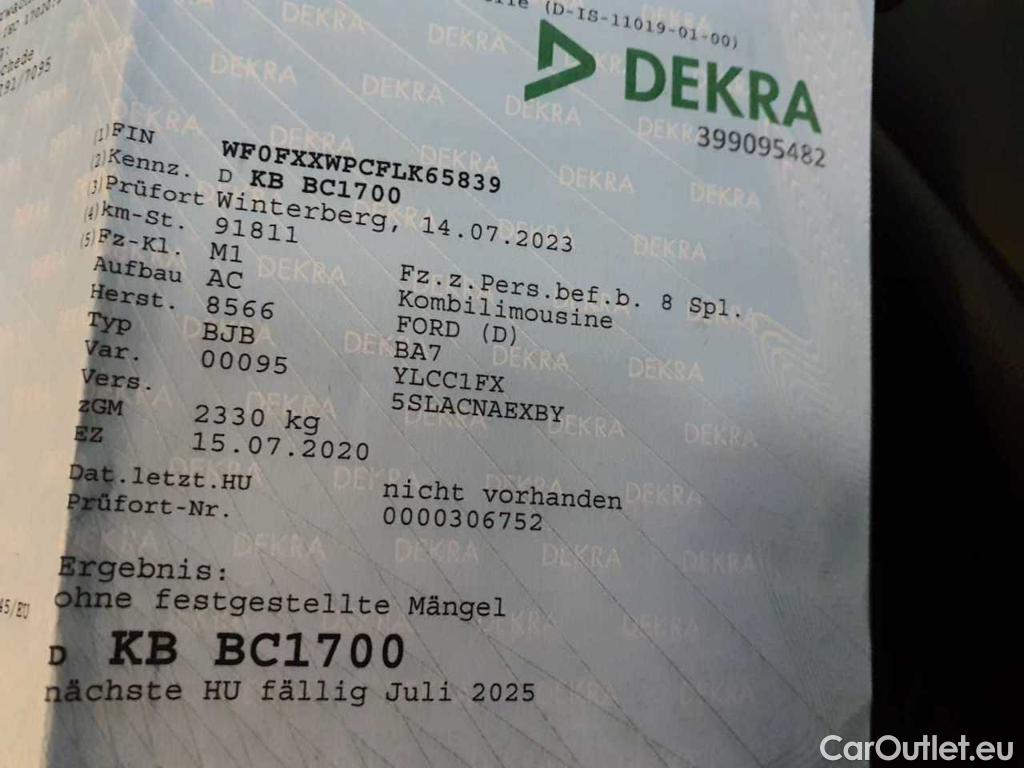 (D-IS-11019-01-00)
DEKRA
399095482
(1) FIN WF0FXXWPCFLK65839
(2) Kennz. D KB BC1700
(3) Prüfort Winterberg, 14.07.2023
(4) km-St. 91811
(5) Fz-Kl. M1 Fz.z.Pers.bef.b. 8 Spl.
Aufbau AC Kombilimousine
Herst. 8566 FORD (D)
Typ BJB BA7
Var. 00095 YLCC1FX
Vers. 5SLACNAEXBY
zGM 2330 kg
EZ 15.07.2020
Dat.letzt.HU nicht vorhanden
Prüfort-Nr. 0000306752
Ergebnis:
ohne festgestellte Mängel
D KB BC1700
nächste HU fällig Juli 2025
CarOutlet.eu